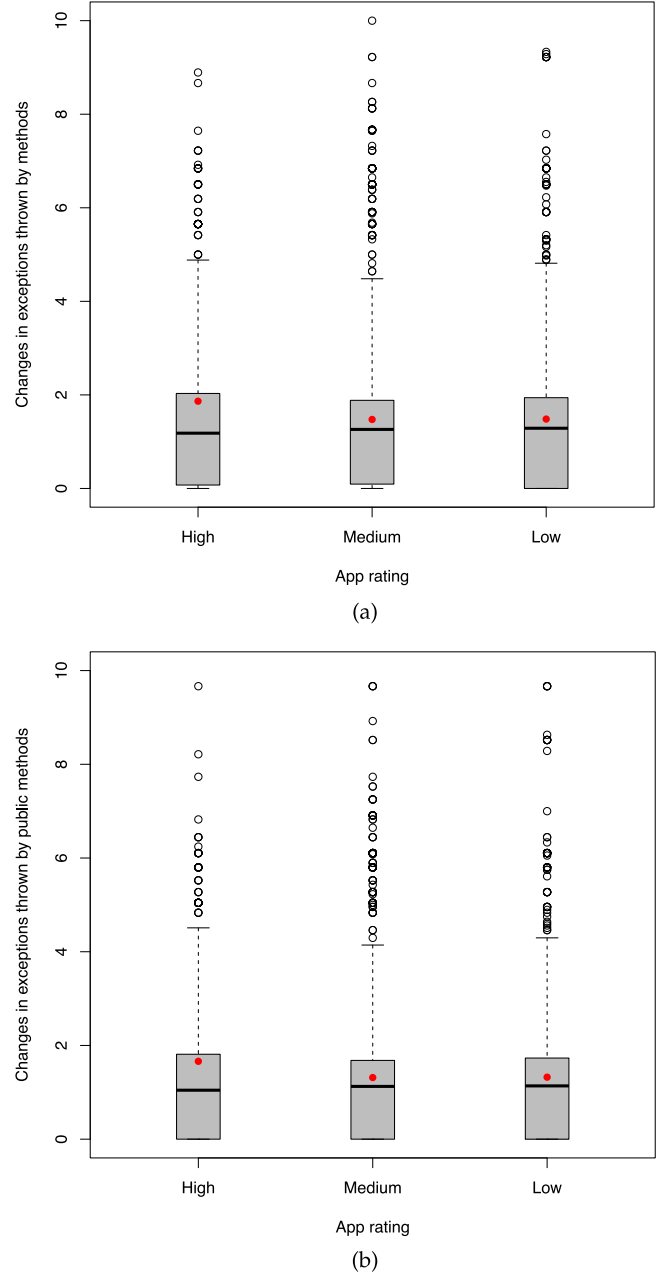 10
8
6
4
2
0
Changes in exceptions thrown by methods
High Medium Low
App rating
(a)
10
8
6
4
2
0
Changes in exceptions thrown by public methods
High Medium Low
App rating
(b)